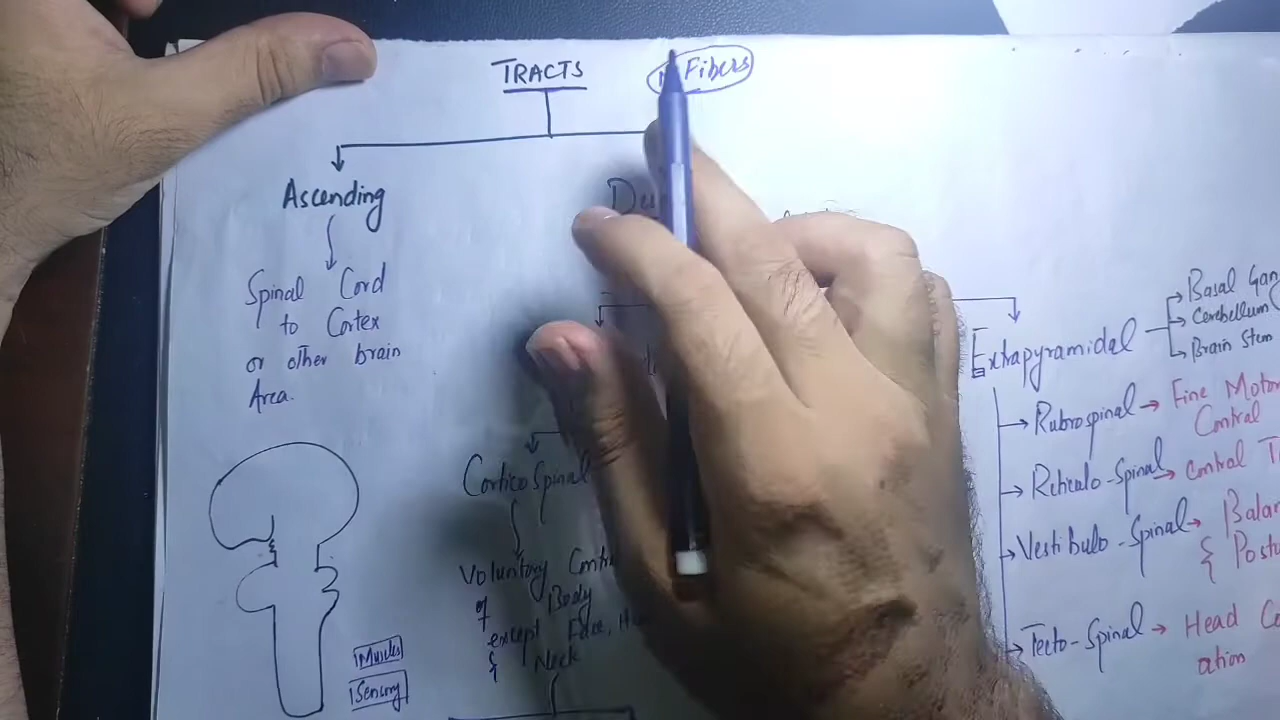 TRACTS
Fibers
Ascending
Spinal Cord
to Cortex
or other brain
Area.
Extrapyramidal
Basal Gan
Cerebellum
Brain Stem
Rubrospinal → Fine Motor
Control
Reticulo-Spinal → Control
Vestibulo-Spinal → Balan
& Postu
Tecto-Spinal → Head Co
ation
CorticoSpinal
Voluntary Contr
of Body
except Face, He
& Neck
Muscles
Sensory